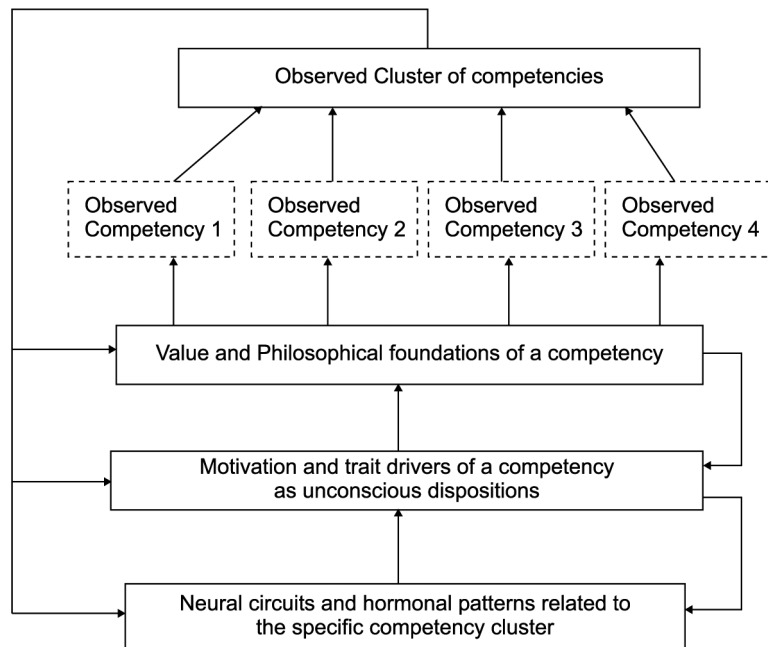 Observed Cluster of competencies
Observed
Competency 1
Observed
Competency 2
Observed
Competency 3
Observed
Competency 4
Value and Philosophical foundations of a competency
Motivation and trait drivers of a competency
as unconscious dispositions
Neural circuits and hormonal patterns related to
the specific competency cluster